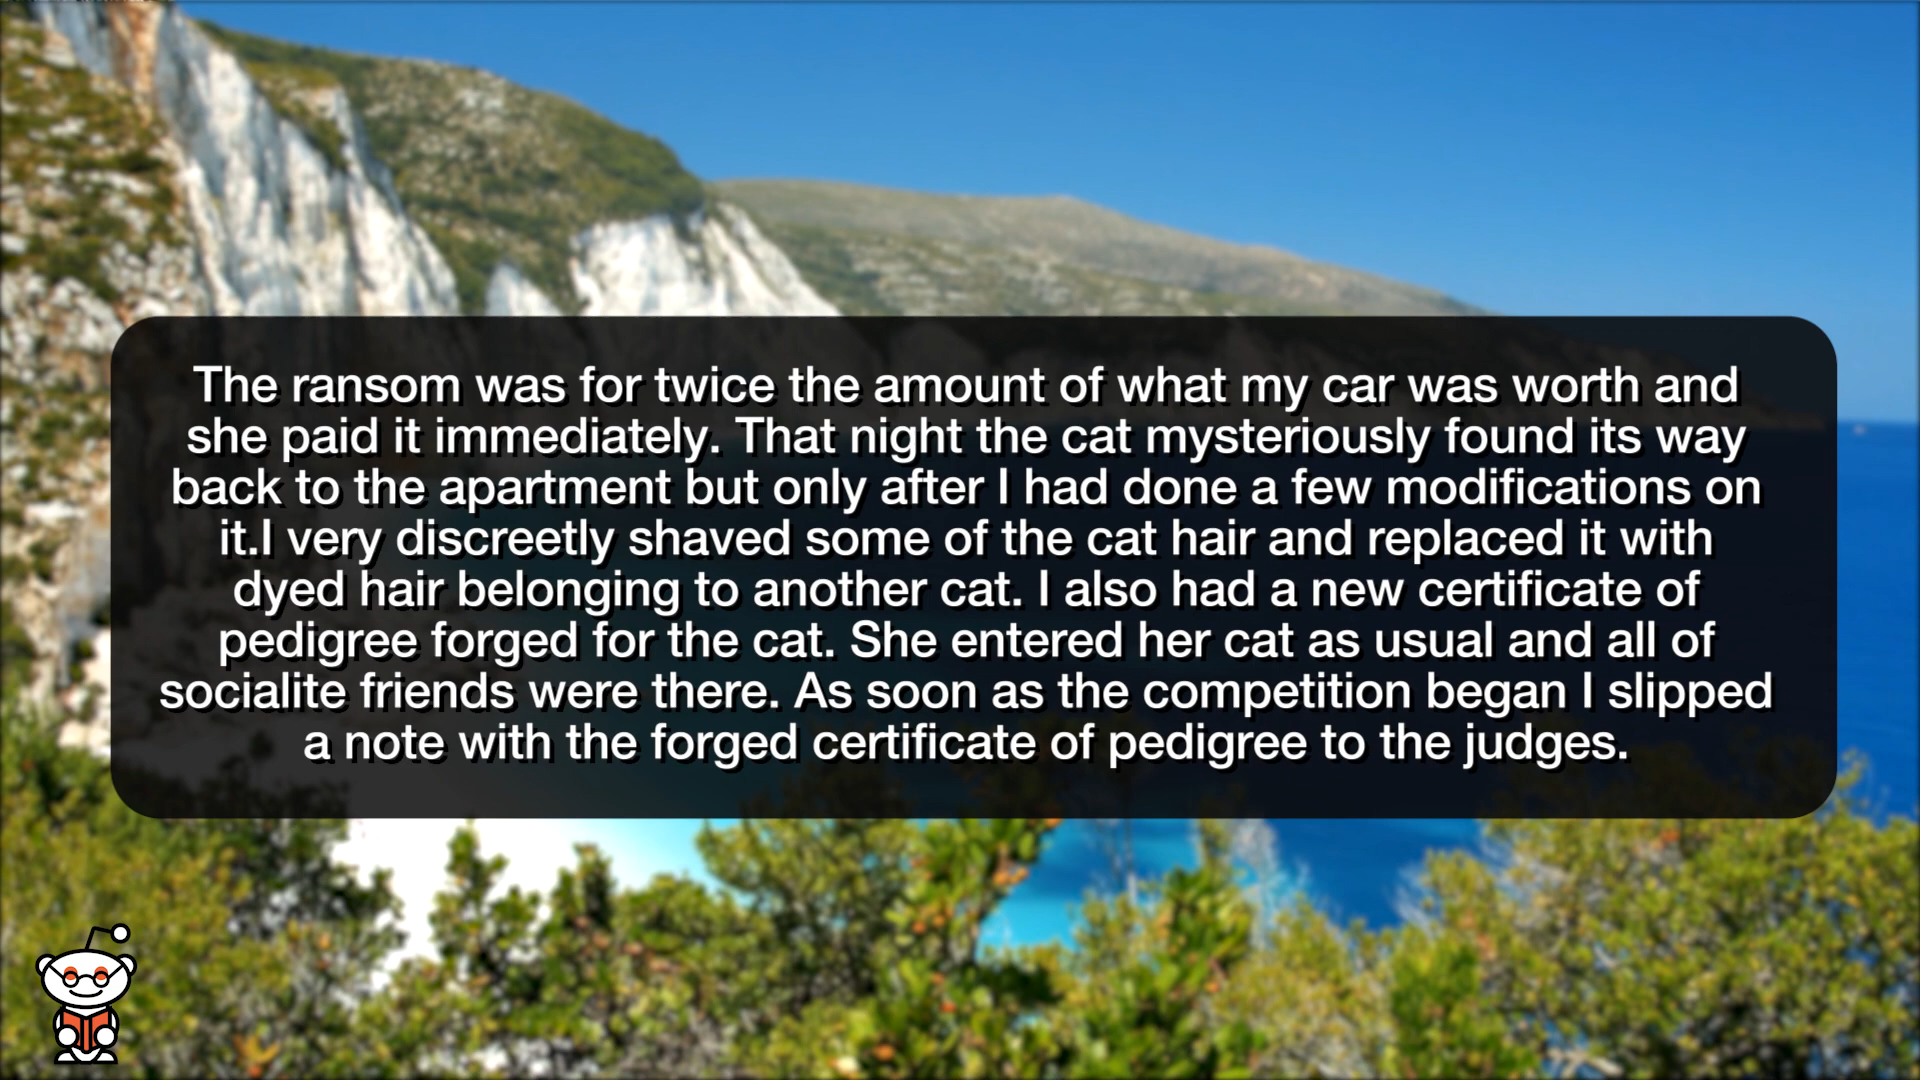 The ransom was for twice the amount of what my car was worth and
she paid it immediately. That night the cat mysteriously found its way
back to the apartment but only after I had done a few modifications on
it.I very discreetly shaved some of the cat hair and replaced it with
dyed hair belonging to another cat. I also had a new certificate of
pedigree forged for the cat. She entered her cat as usual and all of
socialite friends were there. As soon as the competition began I slipped
a note with the forged certificate of pedigree to the judges.